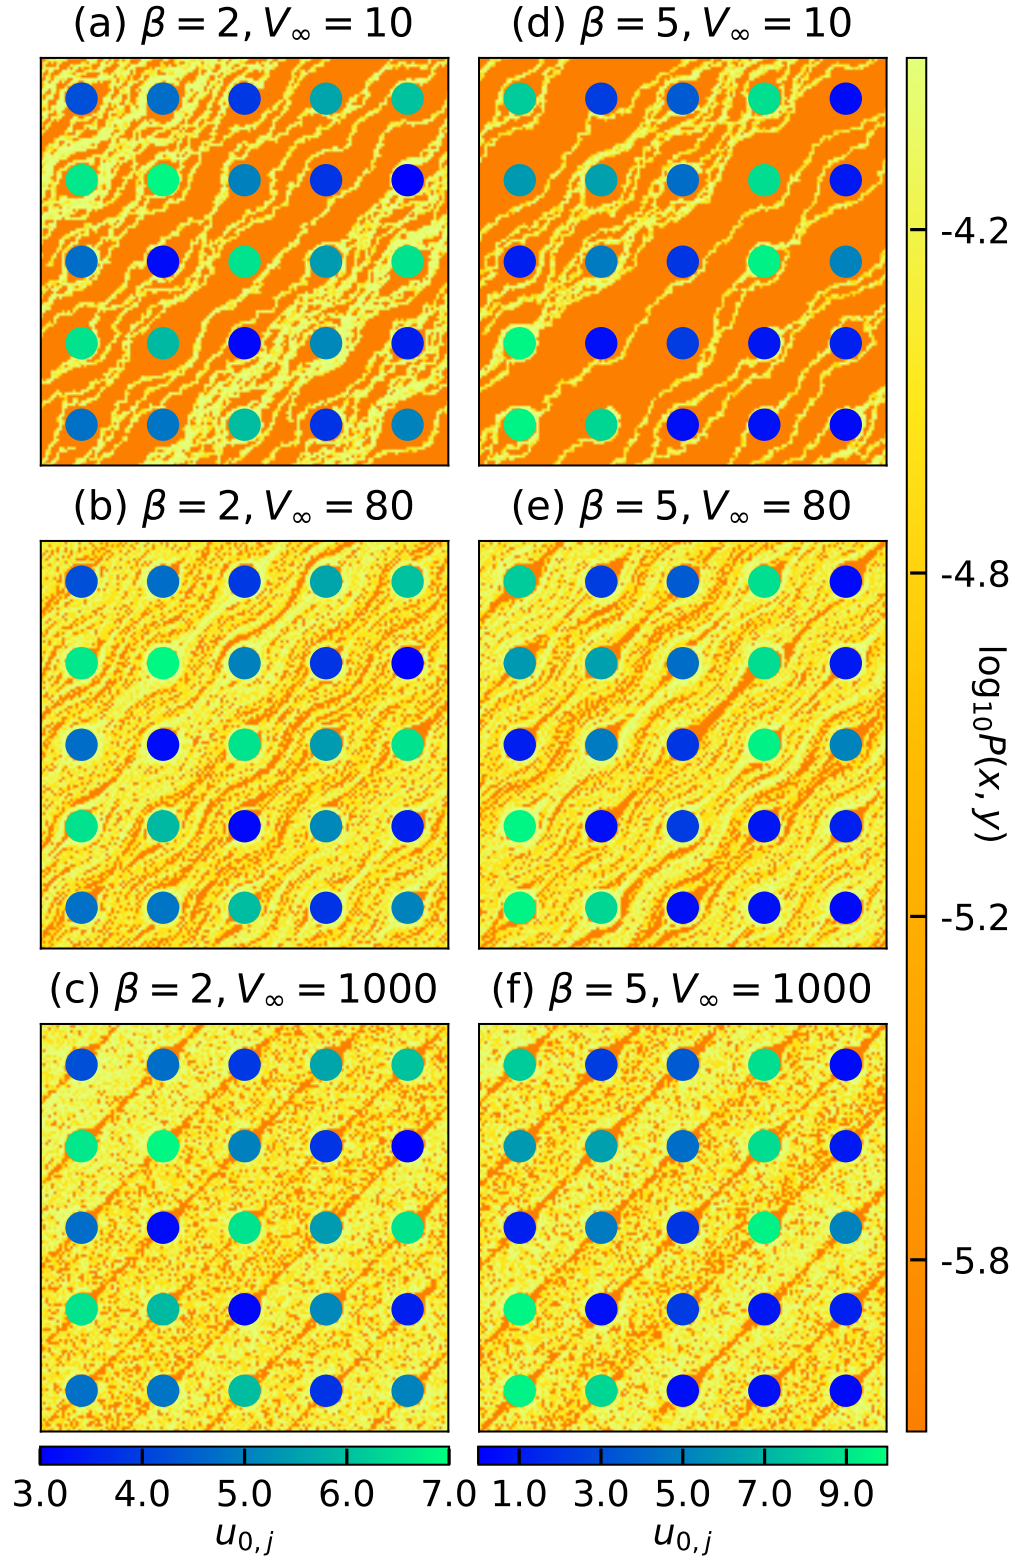 (a) β = 2, V∞ = 10
(d) β = 5, V∞ = 10
(b) β = 2, V∞ = 80
(e) β = 5, V∞ = 80
(c) β = 2, V∞ = 1000
(f) β = 5, V∞ = 1000
-4.2
-4.8
-5.2
-5.8
log₁₀P(x, y)
3.0 4.0 5.0 6.0 7.0
u₀,ⱼ
1.0 3.0 5.0 7.0 9.0
u₀,ⱼ